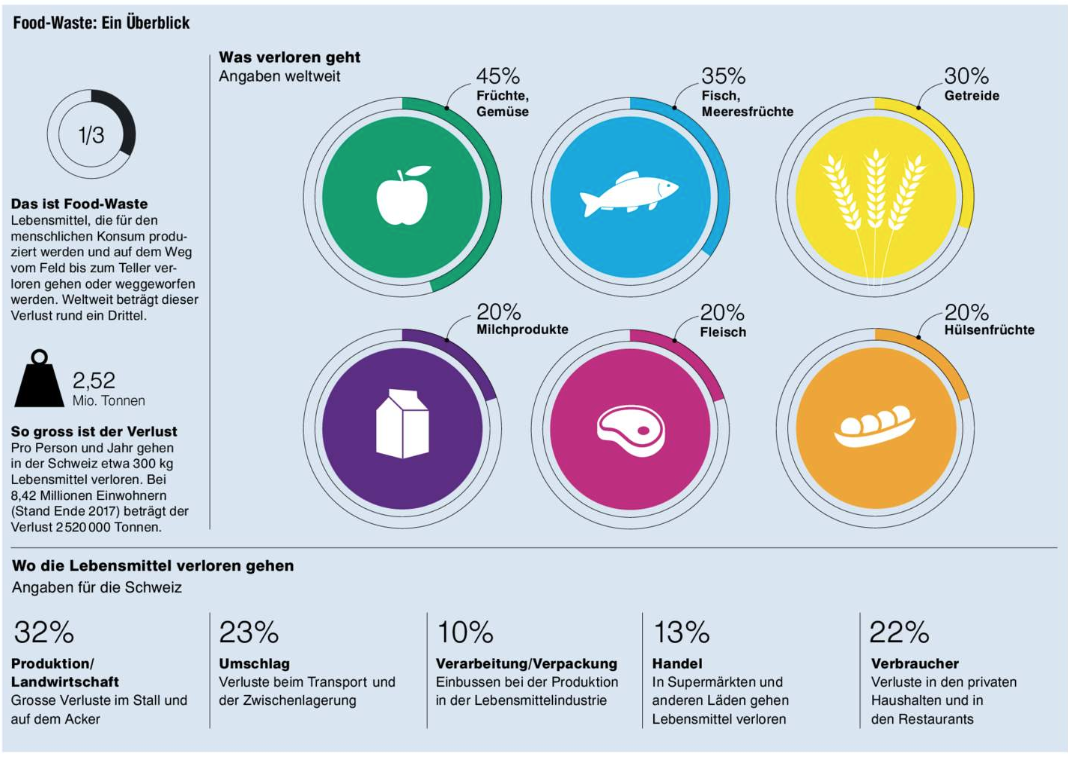 Food-Waste: Ein Überblick
1/3
Das ist Food-Waste
Lebensmittel, die für den
menschlichen Konsum produ-
ziert werden und auf dem Weg
vom Feld bis zum Teller ver-
loren gehen oder weggeworfen
werden. Weltweit beträgt dieser
Verlust rund ein Drittel.
2,52
Mio. Tonnen
So gross ist der Verlust
Pro Person und Jahr gehen
in der Schweiz etwa 300 kg
Lebensmittel verloren. Bei
8,42 Millionen Einwohnern
(Stand Ende 2017) beträgt der
Verlust 2 520 000 Tonnen.
Was verloren geht
Angaben weltweit
45%
Früchte,
Gemüse
35%
Fisch,
Meeresfrüchte
30%
Getreide
20%
Milchprodukte
20%
Fleisch
20%
Hülsenfrüchte
Wo die Lebensmittel verloren gehen
Angaben für die Schweiz
32%
Produktion/
Landwirtschaft
Grosse Verluste im Stall und
auf dem Acker
23%
Umschlag
Verluste beim Transport und
der Zwischenlagerung
10%
Verarbeitung/Verpackung
Einbussen bei der Produktion
in der Lebensmittelindustrie
13%
Handel
In Supermärkten und
anderen Läden gehen
Lebensmittel verloren
22%
Verbraucher
Verluste in den privaten
Haushalten und in
den Restaurants